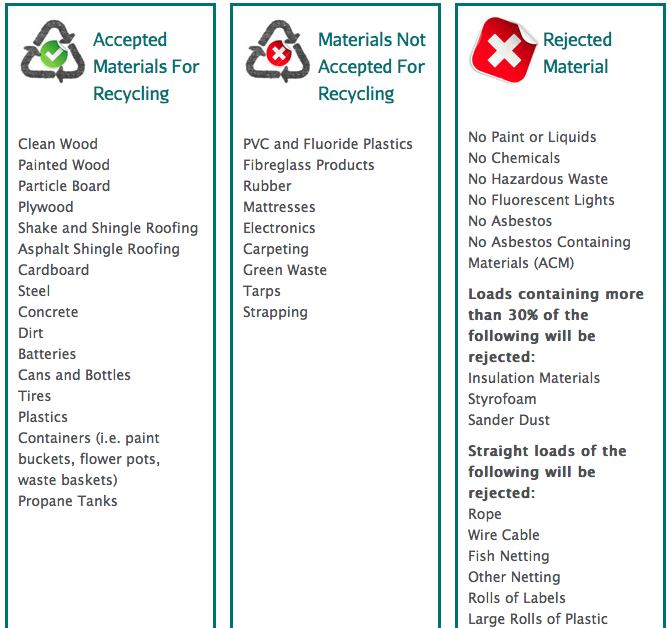 Accepted
Materials For
Recycling
Clean Wood
Painted Wood
Particle Board
Plywood
Shake and Shingle Roofing
Asphalt Shingle Roofing
Cardboard
Steel
Concrete
Dirt
Batteries
Cans and Bottles
Tires
Plastics
Containers (i.e. paint
buckets, flower pots,
waste baskets)
Propane Tanks
Materials Not
Accepted For
Recycling
PVC and Fluoride Plastics
Fibreglass Products
Rubber
Mattresses
Electronics
Carpeting
Green Waste
Tarps
Strapping
Rejected
Material
No Paint or Liquids
No Chemicals
No Hazardous Waste
No Fluorescent Lights
No Asbestos
No Asbestos Containing
Materials (ACM)
Loads containing more
than 30% of the
following will be
rejected:
Insulation Materials
Styrofoam
Sander Dust
Straight loads of the
following will be
rejected:
Rope
Wire Cable
Fish Netting
Other Netting
Rolls of Labels
Large Rolls of Plastic